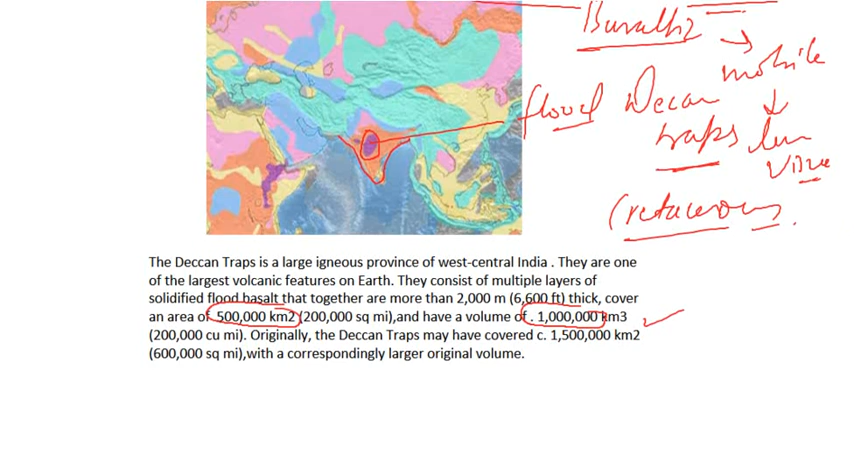 mobile
flood Deccan
traps low
Cretaceous.
The Deccan Traps is a large igneous province of west-central India . They are one
of the largest volcanic features on Earth. They consist of multiple layers of
solidified flood basalt that together are more than 2,000 m (6,600 ft) thick, cover
an area of 500,000 km2 (200,000 sq mi),and have a volume of . 1,000,000 km3
(200,000 cu mi). Originally, the Deccan Traps may have covered c. 1,500,000 km2
(600,000 sq mi),with a correspondingly larger original volume.